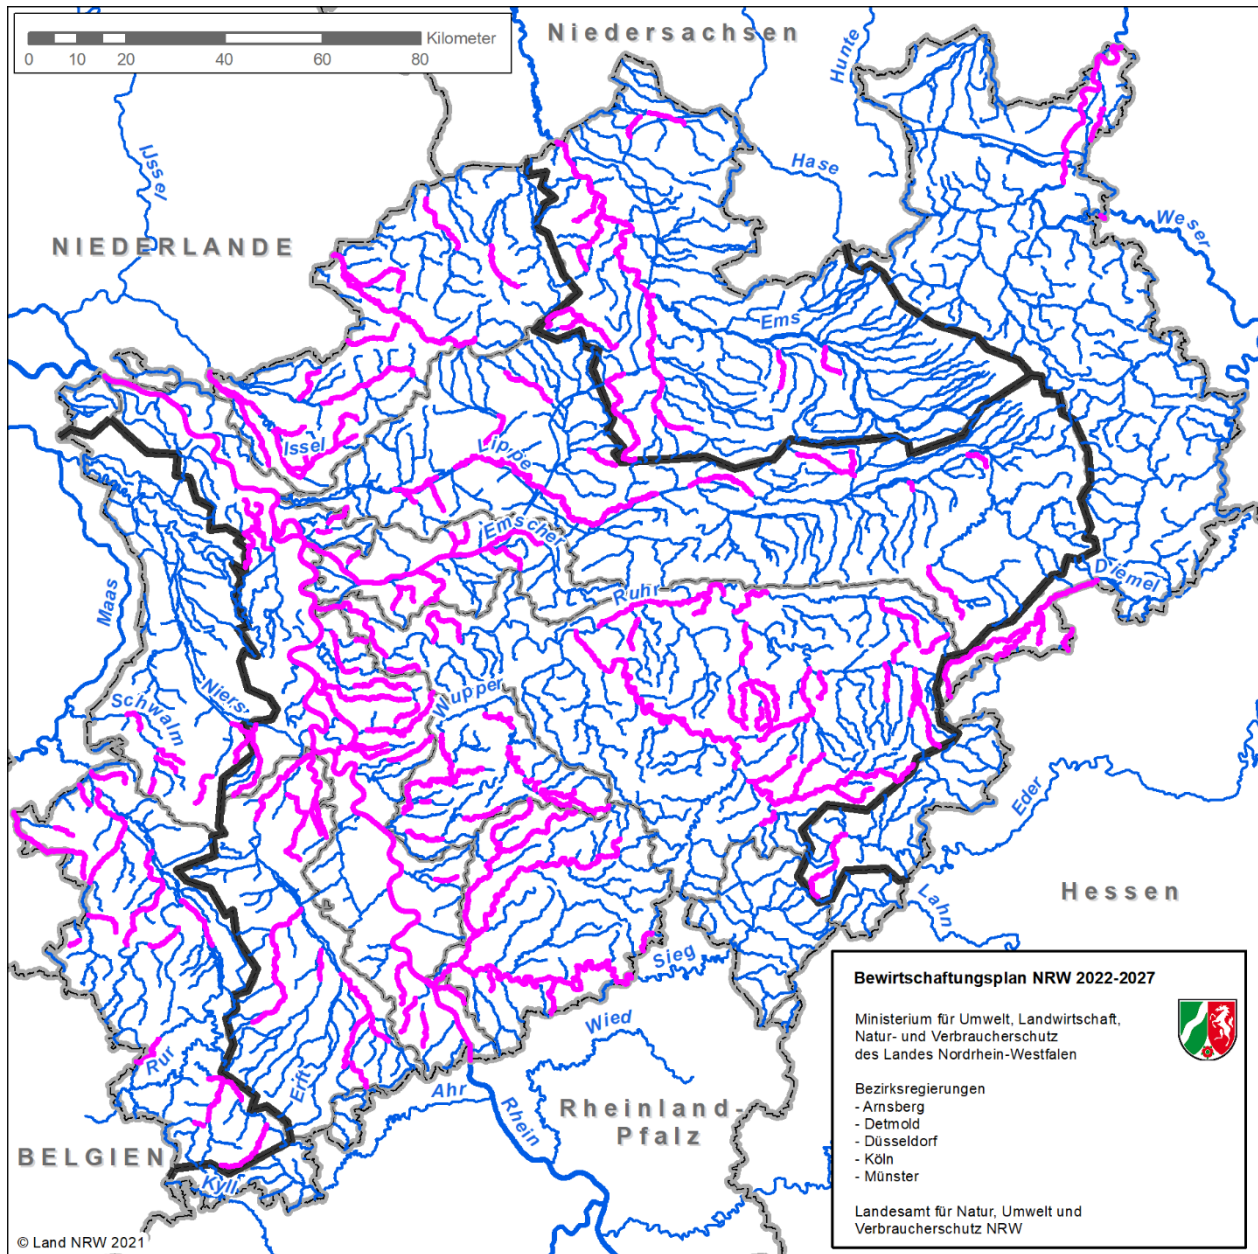 Niedersachsen
Kilometer
0 10 20 40 60 80
Hunte
IJssel
Hase
Weser
NIEDERLANDE
Ems
Issel
Lippe
Emscher
Maas
Diemel
Ruhr
Niers
Wupper
Schwalm
Eder
Hessen
Lahn
Sieg
Wied
Rur
Erft
Ahr
Rhein
Rheinland-
Pfalz
BELGIEN
Kyll
Bewirtschaftungsplan NRW 2022-2027
Ministerium für Umwelt, Landwirtschaft,
Natur- und Verbraucherschutz
des Landes Nordrhein-Westfalen
Bezirksregierungen
- Arnsberg
- Detmold
- Düsseldorf
- Köln
- Münster
Landesamt für Natur, Umwelt und
Verbraucherschutz NRW
© Land NRW 2021